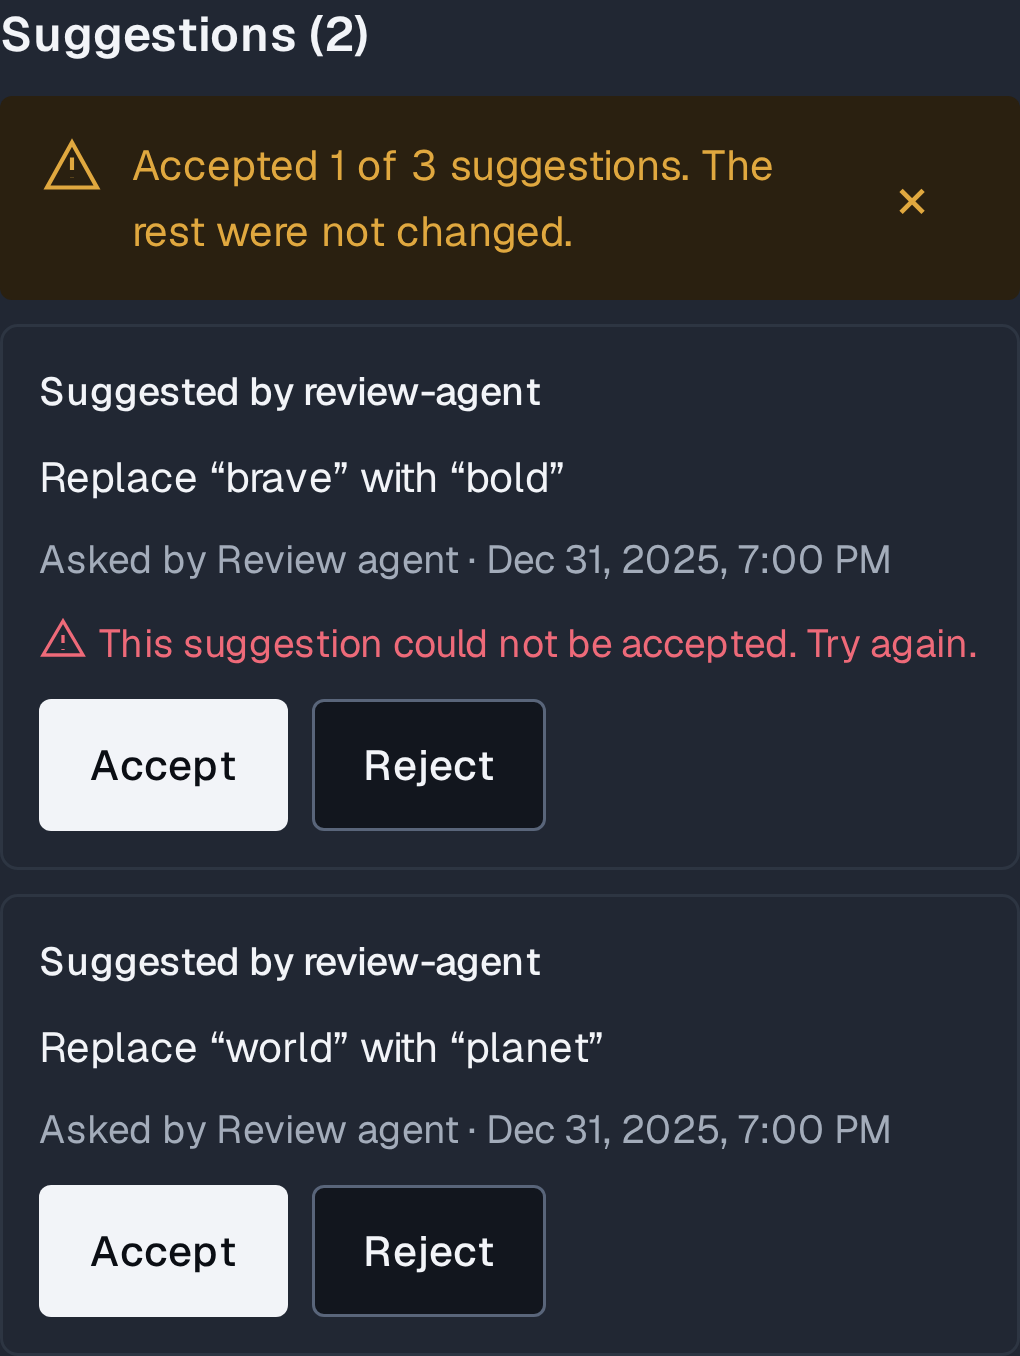 Suggestions (2)
Accepted 1 of 3 suggestions. The
rest were not changed.
Suggested by review-agent
Replace “brave” with “bold”
Asked by Review agent · Dec 31, 2025, 7:00 PM
This suggestion could not be accepted. Try again.
Accept Reject
Suggested by review-agent
Replace “world” with “planet”
Asked by Review agent · Dec 31, 2025, 7:00 PM
Accept Reject